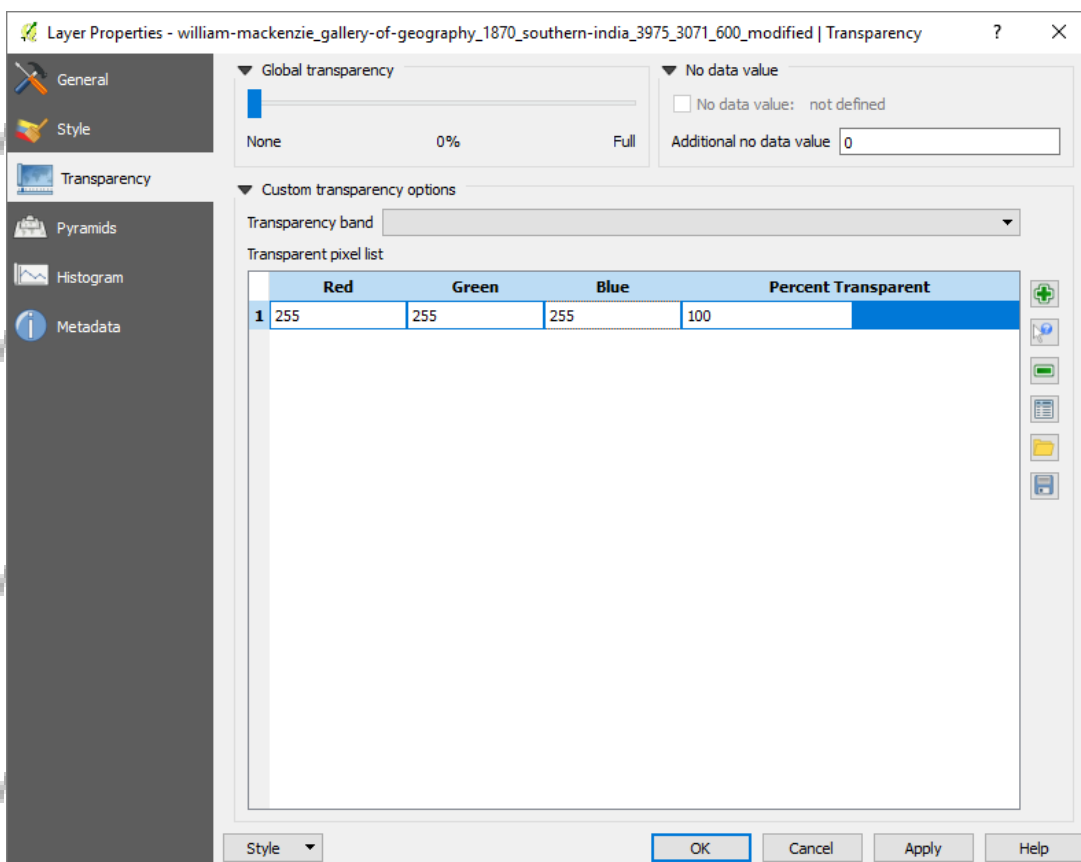 Layer Properties - william-mackenzie_gallery-of-geography_1870_southern-india_3975_3071_600_modified | Transparency ?
General
Style
Transparency
Pyramids
Histogram
Metadata
Global transparency
None 0% Full
No data value
No data value: not defined
Additional no data value 0
Custom transparency options
Transparency band
Transparent pixel list
Red Green Blue Percent Transparent
1 255 255 255 100
Style OK Cancel Apply Help